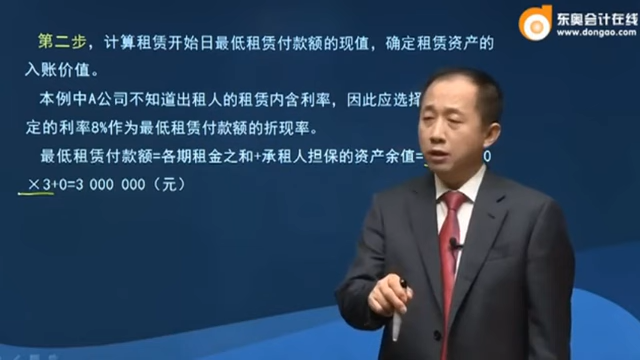 东奥会计在线
www.dongao.com
第二步，计算租赁开始日最低租赁付款额的现值，确定租赁资产的
入账价值。
本例中A公司不知道出租人的租赁内含利率，因此应选择
定的利率8%作为最低租赁付款额的折现率。
最低租赁付款额=各期租金之和+承租人担保的资产余值=
×3+0=3 000 000（元）